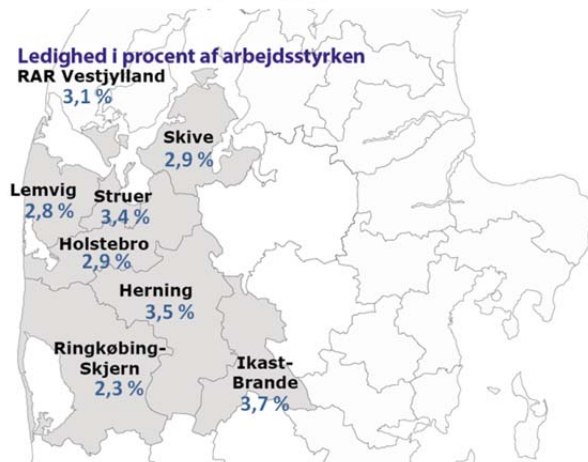 Ledighed i procent af arbejdsstyrken
RAR Vestjylland
3,1 %
Skive
2,9 %
Lemvig
2,8 %
Struer
3,4 %
Holstebro
2,9 %
Herning
3,5 %
Ringkøbing-
Skjern
2,3 %
Ikast-
Brande
3,7 %